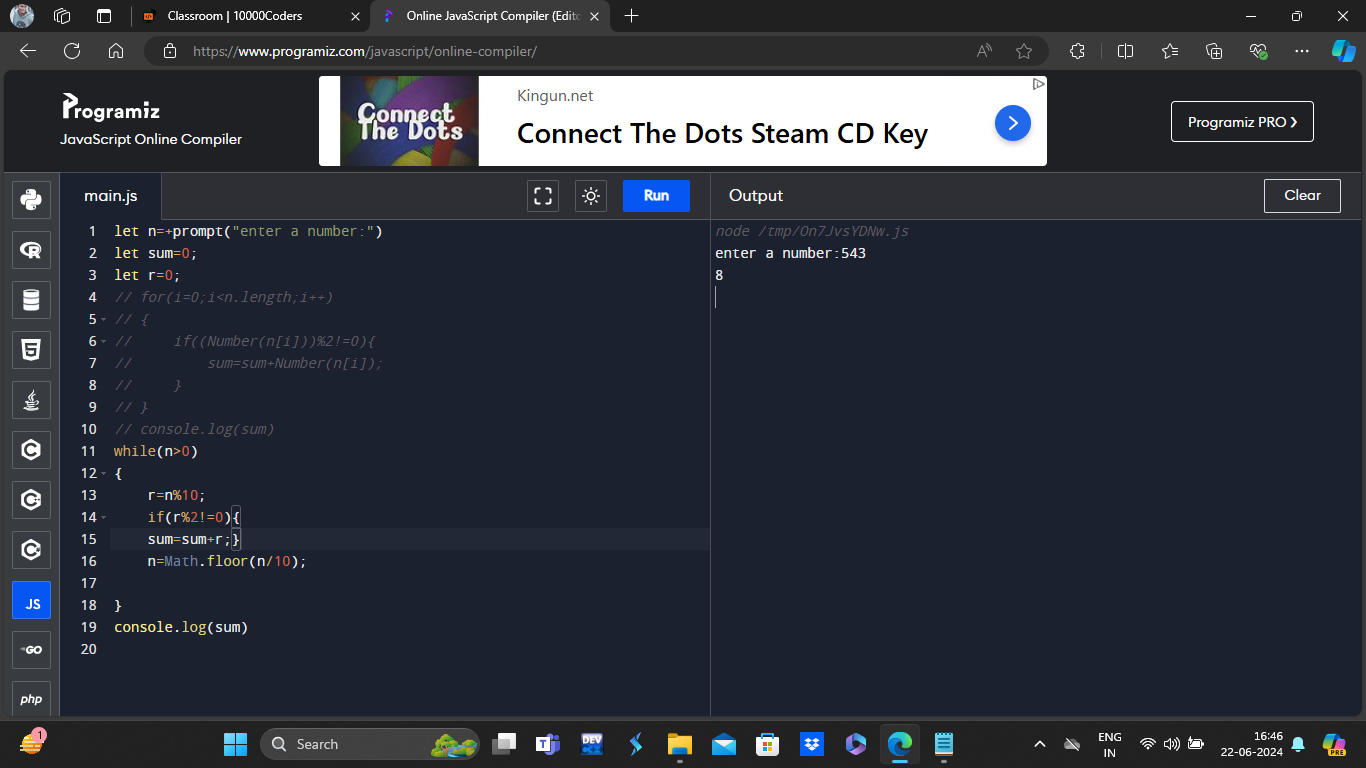 Classroom | 10000Coders
Online JavaScript Compiler (Edito
https://www.programiz.com/javascript/online-compiler/
Programiz
JavaScript Online Compiler
Connect
The Dots
Kingun.net
Connect The Dots Steam CD Key
Programiz PRO
main.js
Run
Output
Clear
1 let n=+prompt("enter a number:")
2 let sum=0;
3 let r=0;
4 // for(i=0;i<n.length;i++)
5 // {
6 //     if((Number(n[i]))%2!=0){
7 //         sum=sum+Number(n[i]);
8 //     }
9 // }
10 // console.log(sum)
11 while(n>0)
12 {
13     r=n%10;
14     if(r%2!=0){
15     sum=sum+r;}
16     n=Math.floor(n/10);
17
18 }
19 console.log(sum)
20
node /tmp/On7JvsYDNw.js
enter a number:543
8
R
5
C
C
C
JS
GO
php
1
Search
DEV
ENG
IN
16:46
22-06-2024
PRE